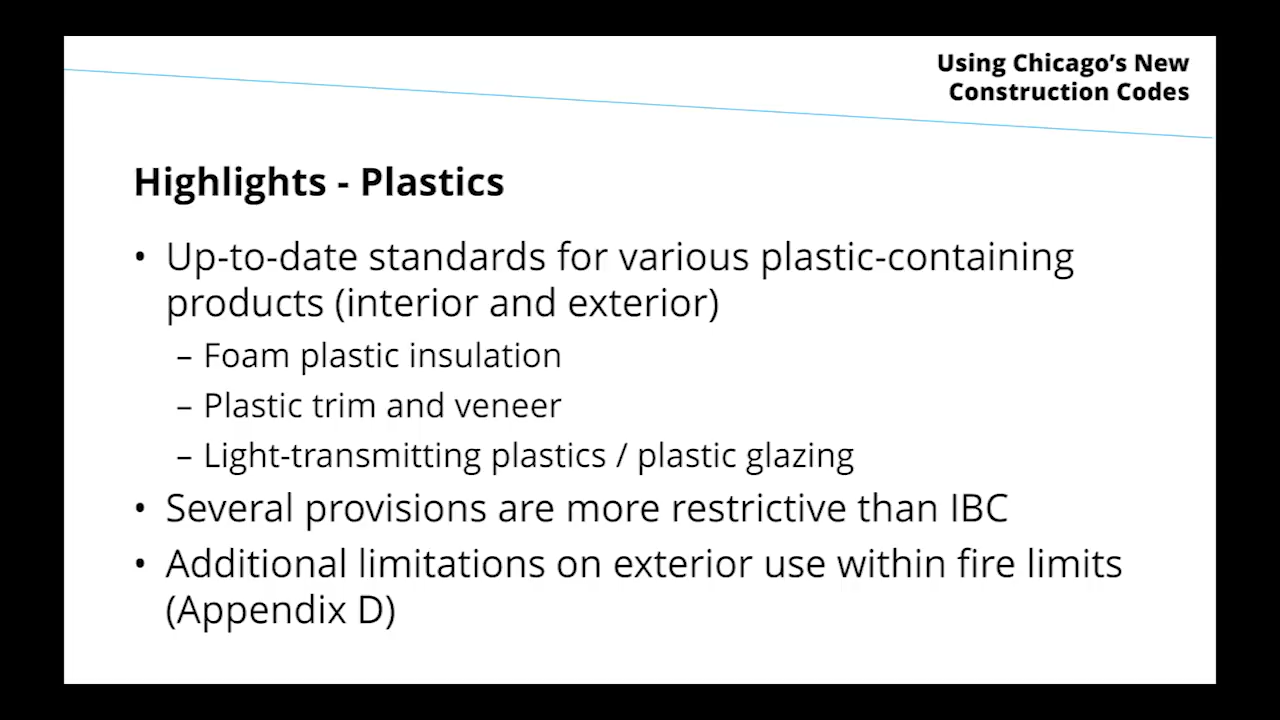 Using Chicago’s New
Construction Codes
Highlights - Plastics
• Up-to-date standards for various plastic-containing
products (interior and exterior)
– Foam plastic insulation
– Plastic trim and veneer
– Light-transmitting plastics / plastic glazing
• Several provisions are more restrictive than IBC
• Additional limitations on exterior use within fire limits
(Appendix D)